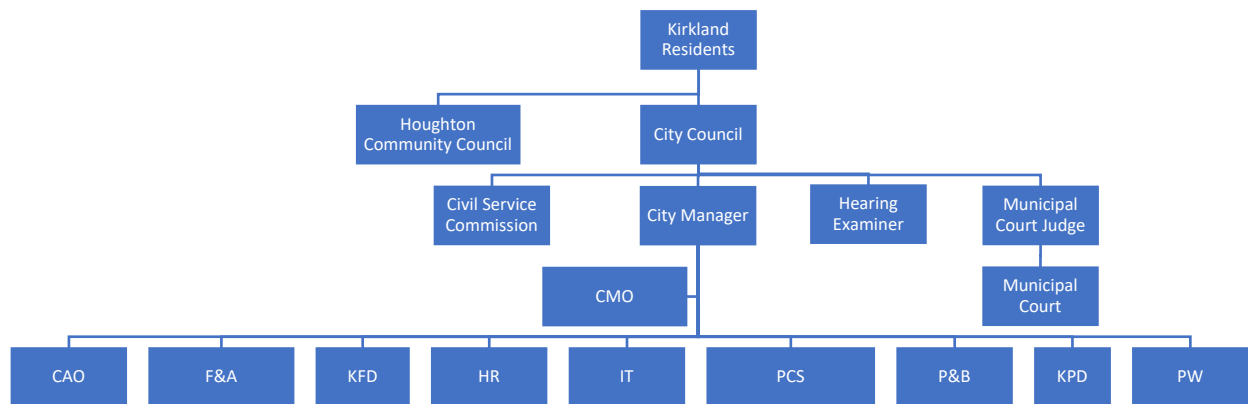 Kirkland
Residents
Houghton
Community Council
City Council
Civil Service
Commission
City Manager
Hearing
Examiner
Municipal
Court Judge
CMO
Municipal
Court
CAO
F&A
KFD
HR
IT
PCS
P&B
KPD
PW